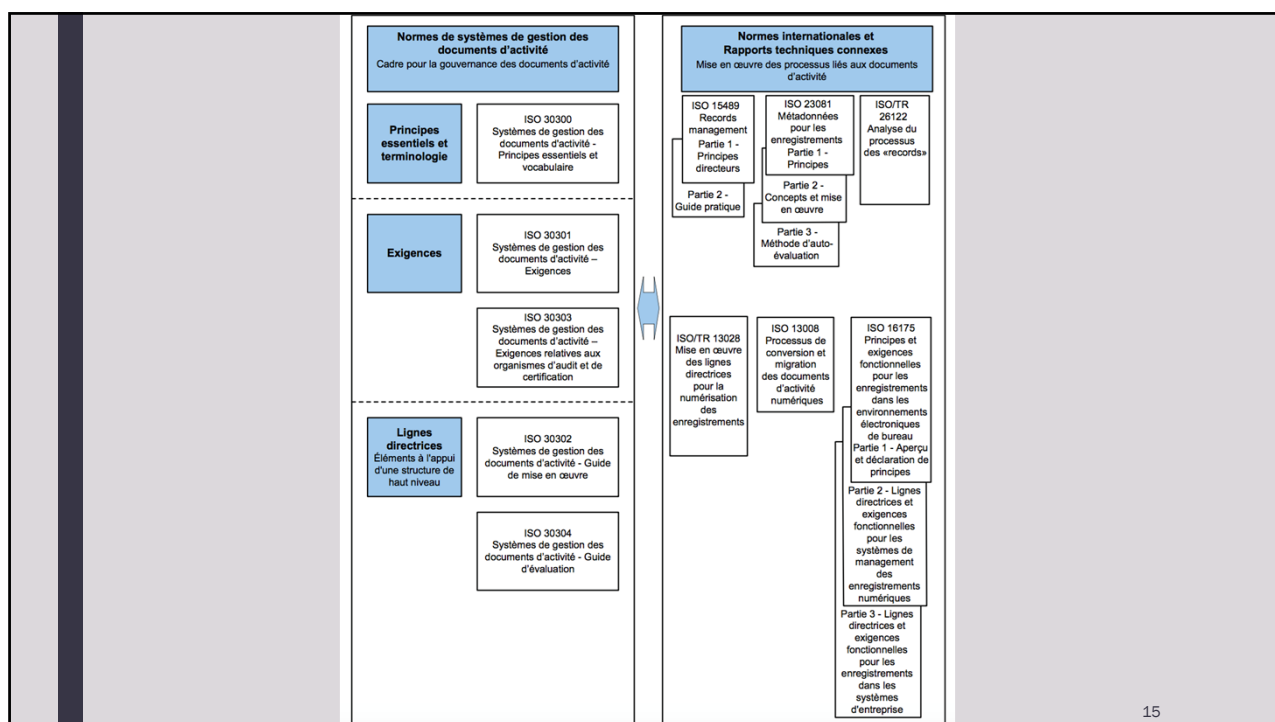 Normes de systèmes de gestion des
documents d'activité
Cadre pour la gouvernance des documents d'activité
Principes
essentiels et
terminologie
ISO 30300
Systèmes de gestion des
documents d'activité -
Principes essentiels et
vocabulaire
Exigences
ISO 30301
Systèmes de gestion des
documents d'activité –
Exigences
ISO 30303
Systèmes de gestion des
documents d'activité –
Exigences relatives aux
organismes d'audit et de
certification
Lignes
directrices
Éléments à l'appui
d'une structure de
haut niveau
ISO 30302
Systèmes de gestion des
documents d'activité - Guide
de mise en œuvre
ISO 30304
Systèmes de gestion des
documents d'activité - Guide
d'évaluation
Normes internationales et
Rapports techniques connexes
Mise en œuvre des processus liés aux documents
d'activité
ISO 15489
Records
management
Partie 1 -
Principes
directeurs
Partie 2 -
Guide pratique
ISO 23081
Métadonnées
pour les
enregistrements
Partie 1 -
Principes
Partie 2 -
Concepts et mise
en œuvre
Partie 3 -
Méthode d'auto-
évaluation
ISO/TR
26122
Analyse du
processus
des «records»
ISO/TR 13028
Mise en œuvre
des lignes
directrices
pour la
numérisation
des
enregistrements
ISO 13008
Processus de
conversion et
migration
des documents
d'activité
numériques
ISO 16175
Principes et
exigences
fonctionnelles
pour les
enregistrements
dans les
environnements
électroniques
de bureau
Partie 1 - Aperçu
et déclaration de
principes
Partie 2 - Lignes
directrices et
exigences
fonctionnelles
pour les
systèmes de
management
des
enregistrements
numériques
Partie 3 - Lignes
directrices et
exigences
fonctionnelles
pour les
enregistrements
dans les
systèmes
d'entreprise
15